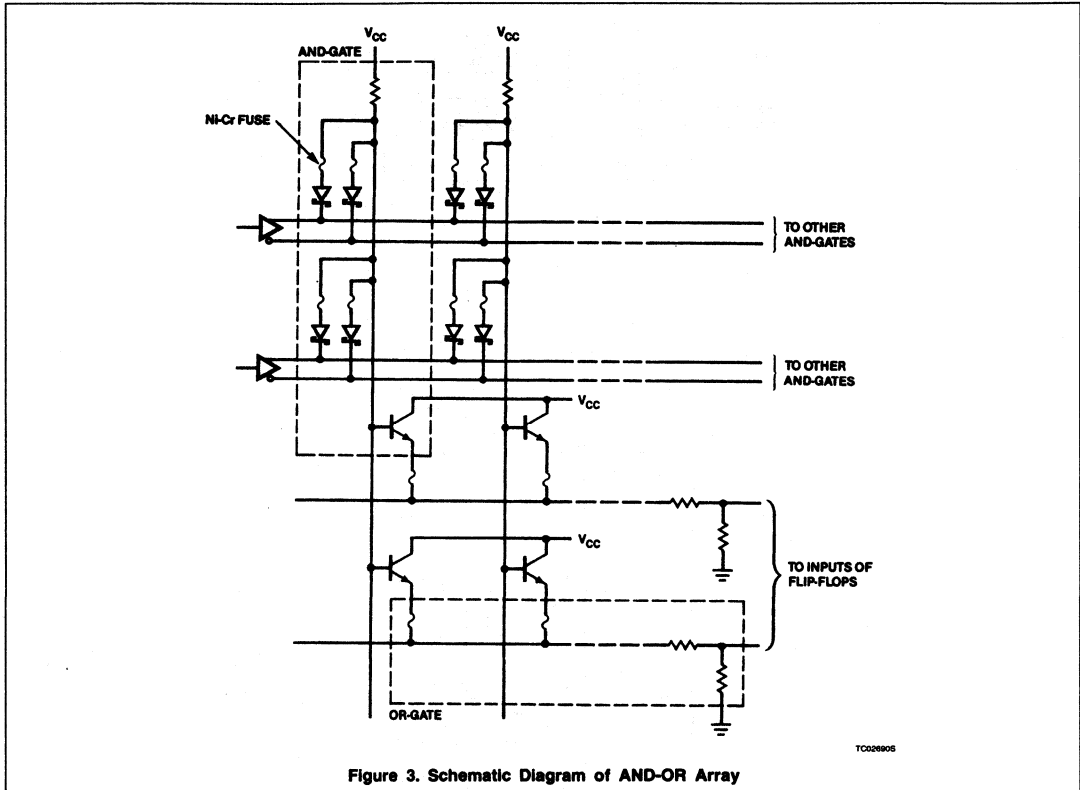 VCC
VCC
AND-GATE
Ni-Cr FUSE
TO OTHER
AND-GATES
TO OTHER
AND-GATES
VCC
VCC
TO INPUTS OF
FLIP-FLOPS
OR-GATE
TC02690S
Figure 3. Schematic Diagram of AND-OR Array